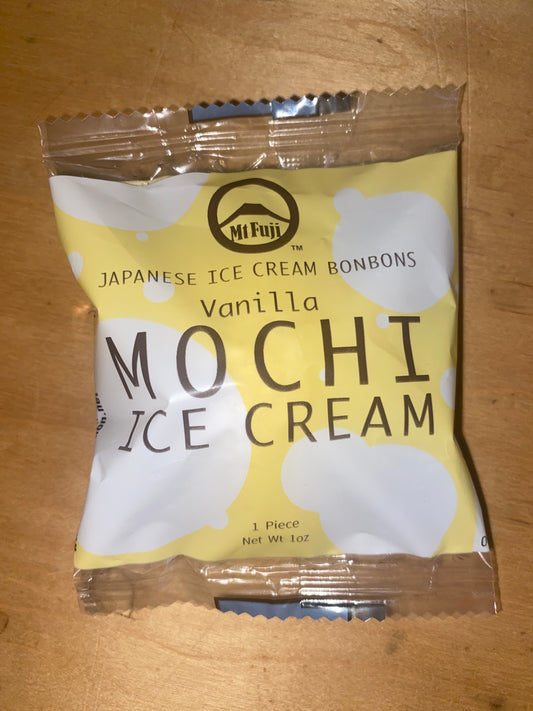 Mt Fuji
TM
JAPANESE ICE CREAM BONBONS
Vanilla
MOCHI
ICE CREAM
1 Piece
Net Wt 1oz